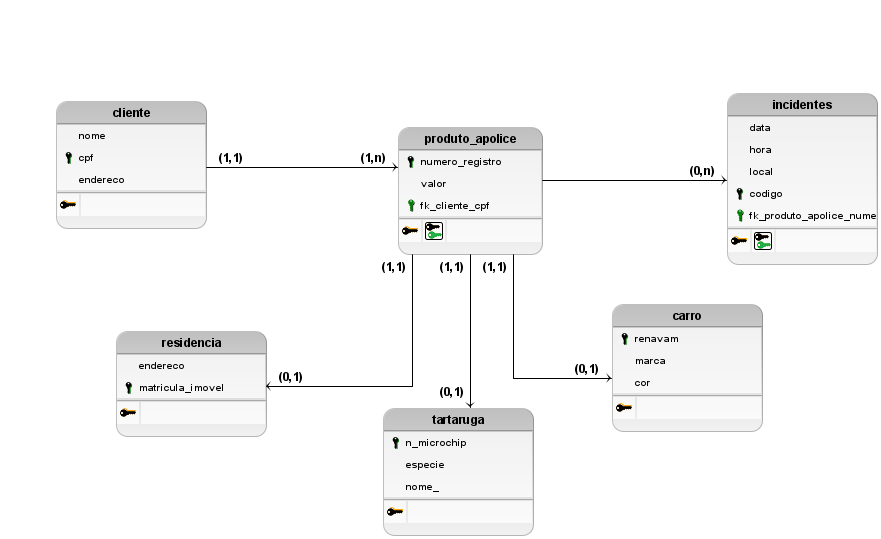 cliente
nome
cpf
endereco
(1,1)
(1,n)
produto_apolice
numero_registro
valor
fk_cliente_cpf
(0,n)
incidentes
data
hora
local
codigo
fk_produto_apolice_nume
(1,1)
(1,1)
(1,1)
residencia
endereco
matricula_imovel
(0,1)
(0,1)
tartaruga
n_microchip
especie
nome_
(0,1)
carro
renavam
marca
cor